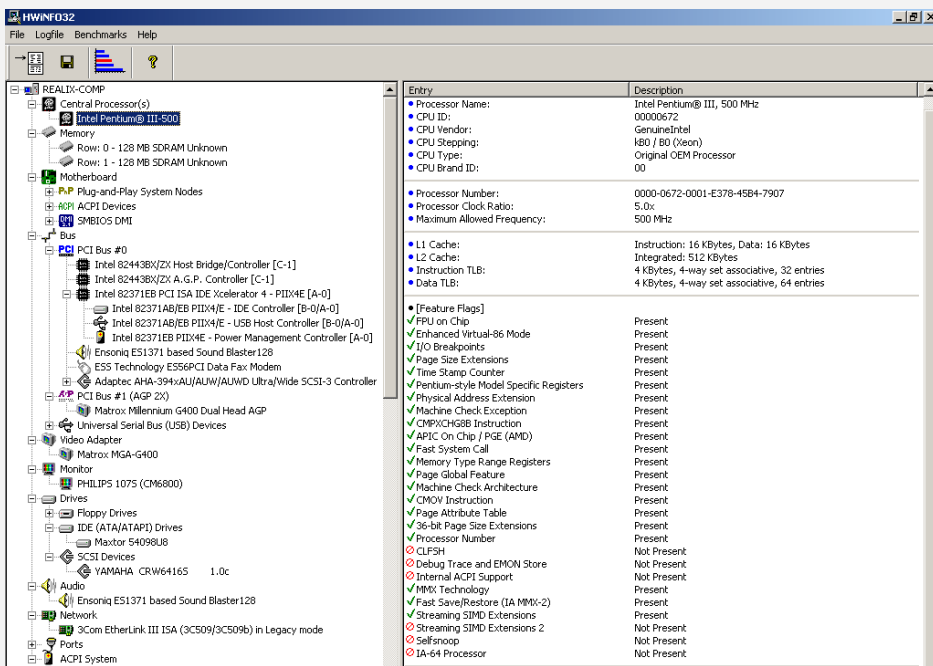 HWiNFO32
File Logfile Benchmarks Help
REALIX-COMP
Central Processor(s)
Intel Pentium® III-500
Memory
Row: 0 - 128 MB SDRAM Unknown
Row: 1 - 128 MB SDRAM Unknown
Motherboard
PnP Plug-and-Play System Nodes
ACPI ACPI Devices
DMI SMBIOS DMI
Bus
PCI PCI Bus #0
Intel 82443BX/ZX Host Bridge/Controller [C-1]
Intel 82443BX/ZX A.G.P. Controller [C-1]
Intel 82371EB PCI ISA IDE Xcelerator 4 - PIIX4E [A-0]
Intel 82371AB/EB PIIX4/E - IDE Controller [B-0/A-0]
Intel 82371AB/EB PIIX4/E - USB Host Controller [B-0/A-0]
Intel 82371EB PIIX4E - Power Management Controller [A-0]
Ensoniq ES1371 based Sound Blaster128
ESS Technology ES56PCI Data Fax Modem
Adaptec AHA-394xAU/AUW/AUWD Ultra/Wide SCSI-3 Controller
AGP PCI Bus #1 (AGP 2X)
Matrox Millennium G400 Dual Head AGP
Universal Serial Bus (USB) Devices
Video Adapter
Matrox MGA-G400
Monitor
PHILIPS 107S (CM6800)
Drives
Floppy Drives
IDE (ATA/ATAPI) Drives
Maxtor 54098U8
SCSI Devices
YAMAHA CRW6416S 1.0c
Audio
Ensoniq ES1371 based Sound Blaster128
Network
3Com EtherLink III ISA (3C509/3C509b) in Legacy mode
Ports
ACPI System
Entry Description
Processor Name: Intel Pentium® III, 500 MHz
CPU ID: 00000672
CPU Vendor: GenuineIntel
CPU Stepping: kB0 / B0 (Xeon)
CPU Type: Original OEM Processor
CPU Brand ID: 00
Processor Number: 0000-0672-0001-E378-45B4-7907
Processor Clock Ratio: 5.0x
Maximum Allowed Frequency: 500 MHz
L1 Cache: Instruction: 16 KBytes, Data: 16 KBytes
L2 Cache: Integrated: 512 KBytes
Instruction TLB: 4 KBytes, 4-way set associative, 32 entries
Data TLB: 4 KBytes, 4-way set associative, 64 entries
[Feature Flags]
FPU on Chip Present
Enhanced Virtual-86 Mode Present
I/O Breakpoints Present
Page Size Extensions Present
Time Stamp Counter Present
Pentium-style Model Specific Registers Present
Physical Address Extension Present
Machine Check Exception Present
CMPXCHG8B Instruction Present
APIC On Chip / PGE (AMD) Present
Fast System Call Present
Memory Type Range Registers Present
Page Global Feature Present
Machine Check Architecture Present
CMOV Instruction Present
Page Attribute Table Present
36-bit Page Size Extensions Present
Processor Number Present
CLFSH Not Present
Debug Trace and EMON Store Not Present
Internal ACPI Support Not Present
MMX Technology Present
Fast Save/Restore (IA MMX-2) Present
Streaming SIMD Extensions Present
Streaming SIMD Extensions 2 Not Present
Selfsnoop Not Present
IA-64 Processor Not Present